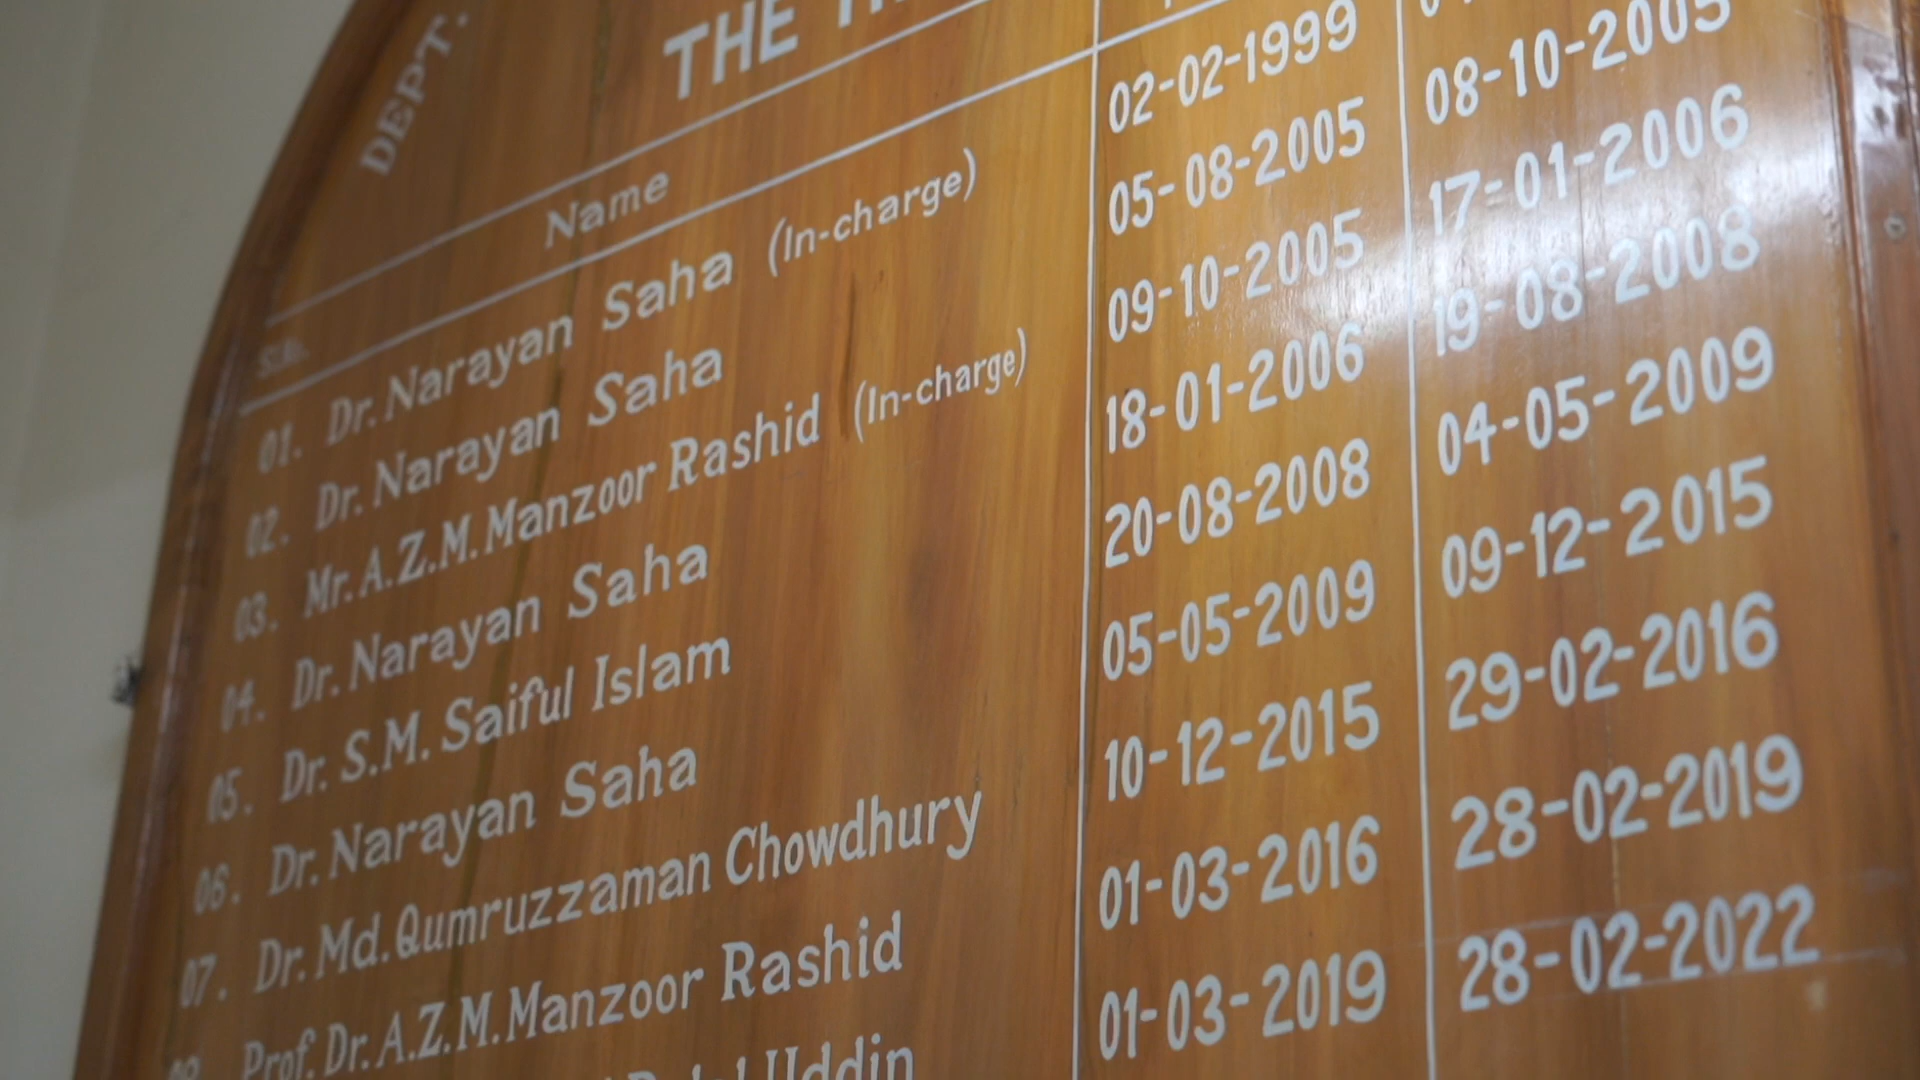 DEPT.
THE
Sl.No. Name
01. Dr. Narayan Saha (In-charge) 02-02-1999
02. Dr. Narayan Saha 05-08-2005 08-10-2005
03. Mr. A.Z.M. Manzoor Rashid (In-charge) 09-10-2005 17-01-2006
04. Dr. Narayan Saha 18-01-2006 19-08-2008
05. Dr. S.M. Saiful Islam 20-08-2008 04-05-2009
06. Dr. Narayan Saha 05-05-2009 09-12-2015
07. Dr. Md. Qumruzzaman Chowdhury 10-12-2015 29-02-2016
08. Prof. Dr. A.Z.M. Manzoor Rashid 01-03-2016 28-02-2019
Uddin 01-03-2019 28-02-2022